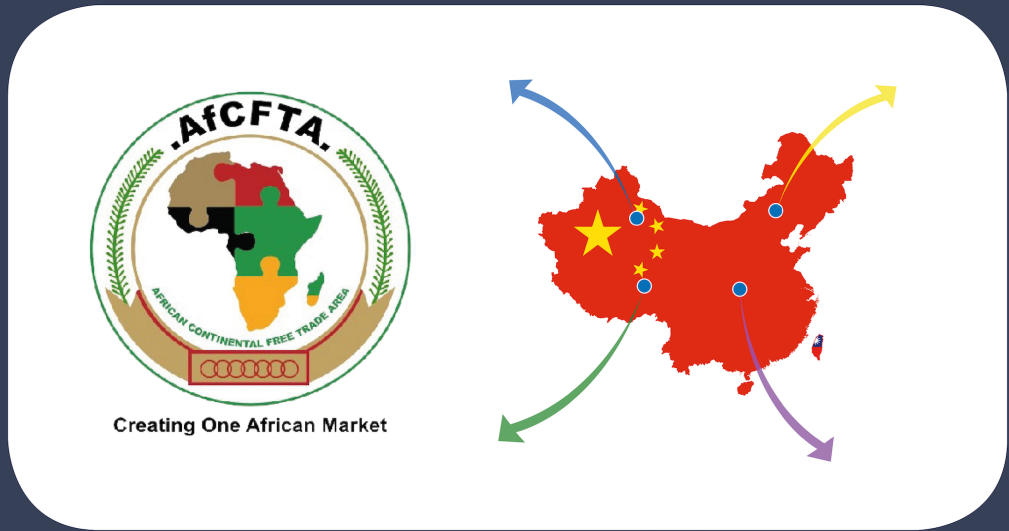 .AfCFTA.
AFRICAN CONTINENTAL FREE TRADE AREA
Creating One African Market